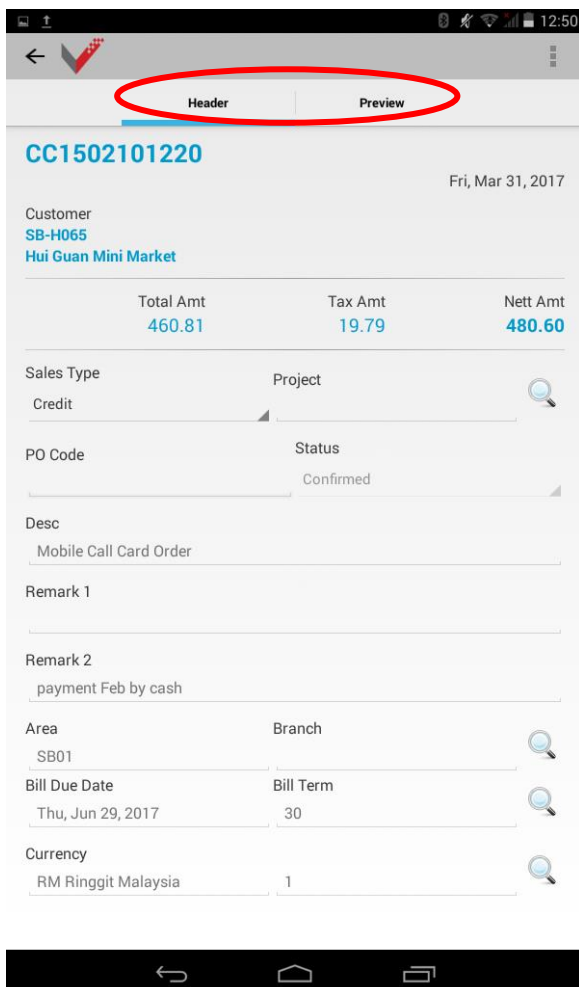 12:50
Header Preview
CC1502101220
Fri, Mar 31, 2017
Customer
SB-H065
Hui Guan Mini Market
Total Amt Tax Amt Nett Amt
460.81 19.79 480.60
Sales Type Project
Credit
PO Code Status
Confirmed
Desc
Mobile Call Card Order
Remark 1
Remark 2
payment Feb by cash
Area Branch
SB01
Bill Due Date Bill Term
Thu, Jun 29, 2017 30
Currency
RM Ringgit Malaysia 1